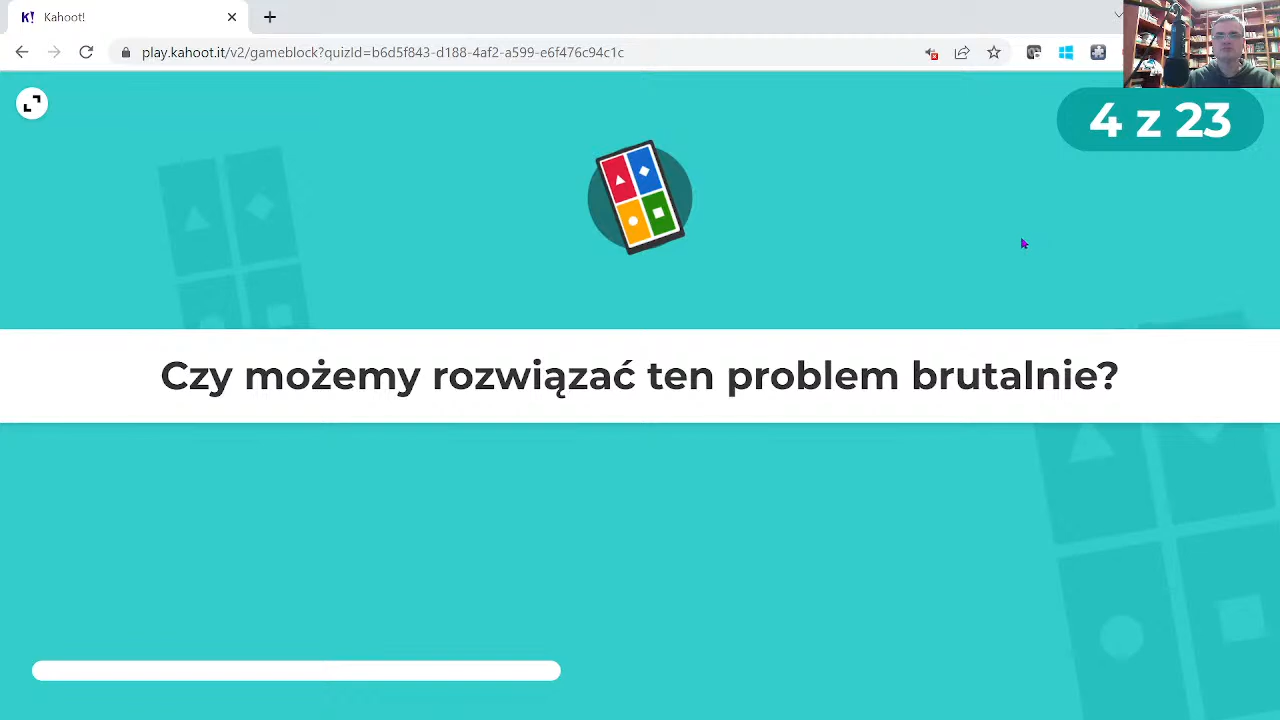 K! Kahoot!
play.kahoot.it/v2/gameblock?quizId=b6d5f843-d188-4af2-a599-e6f476c94c1c
4 z 23
Czy możemy rozwiązać ten problem brutalnie?